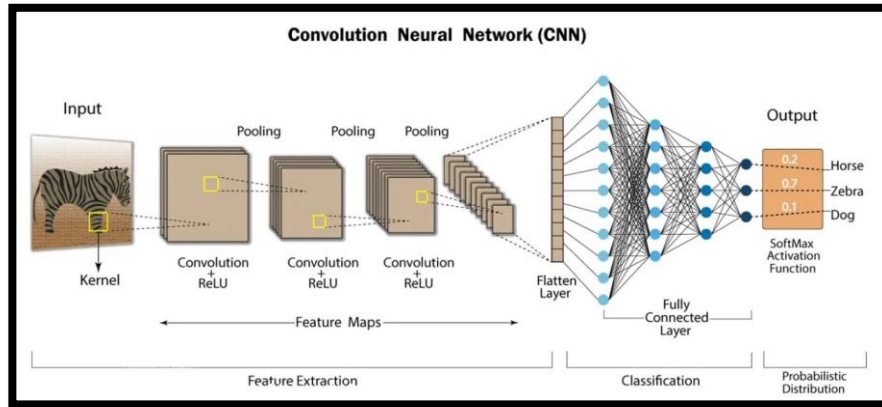 Convolution Neural Network (CNN)
Input
Kernel
Pooling
Pooling
Pooling
Convolution
+
ReLU
Convolution
+
ReLU
Convolution
+
ReLU
Feature Maps
Flatten
Layer
Fully
Connected
Layer
Output
0.2
0.7
0.1
Horse
Zebra
Dog
SoftMax
Activation
Function
Feature Extraction
Classification
Probabilistic
Distribution